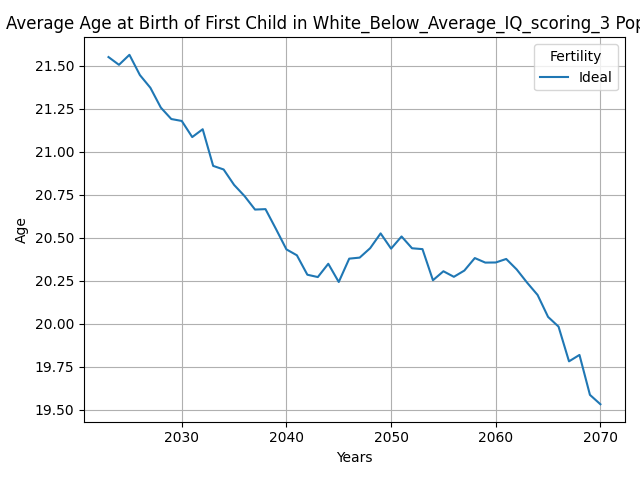 Average Age at Birth of First Child in White_Below_Average_IQ_scoring_3 Pop
Fertility
Ideal
21.50
21.25
21.00
20.75
20.50
20.25
20.00
19.75
19.50
Age
2030 2040 2050 2060 2070
Years